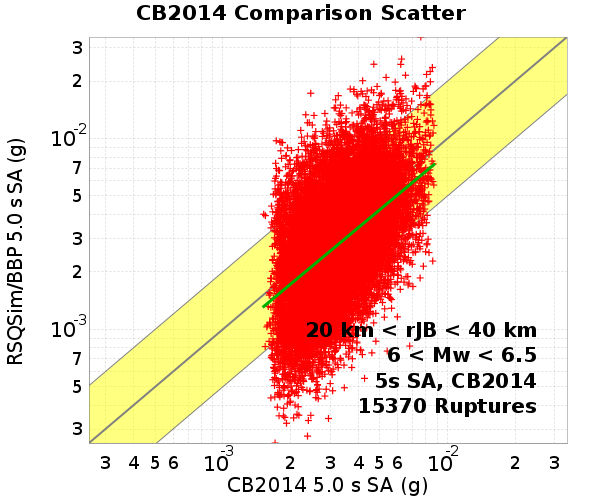 CB2014 Comparison Scatter
RSQSim/BBP 5.0 s SA (g)
3
2
10-2
7
5
3
2
10-3
7
5
3
20 km < rJB < 40 km
6 < Mw < 6.5
5s SA, CB2014
15370 Ruptures
3 4 5 6 10-3 2 3 4 5 6 10-2 2 3
CB2014 5.0 s SA (g)